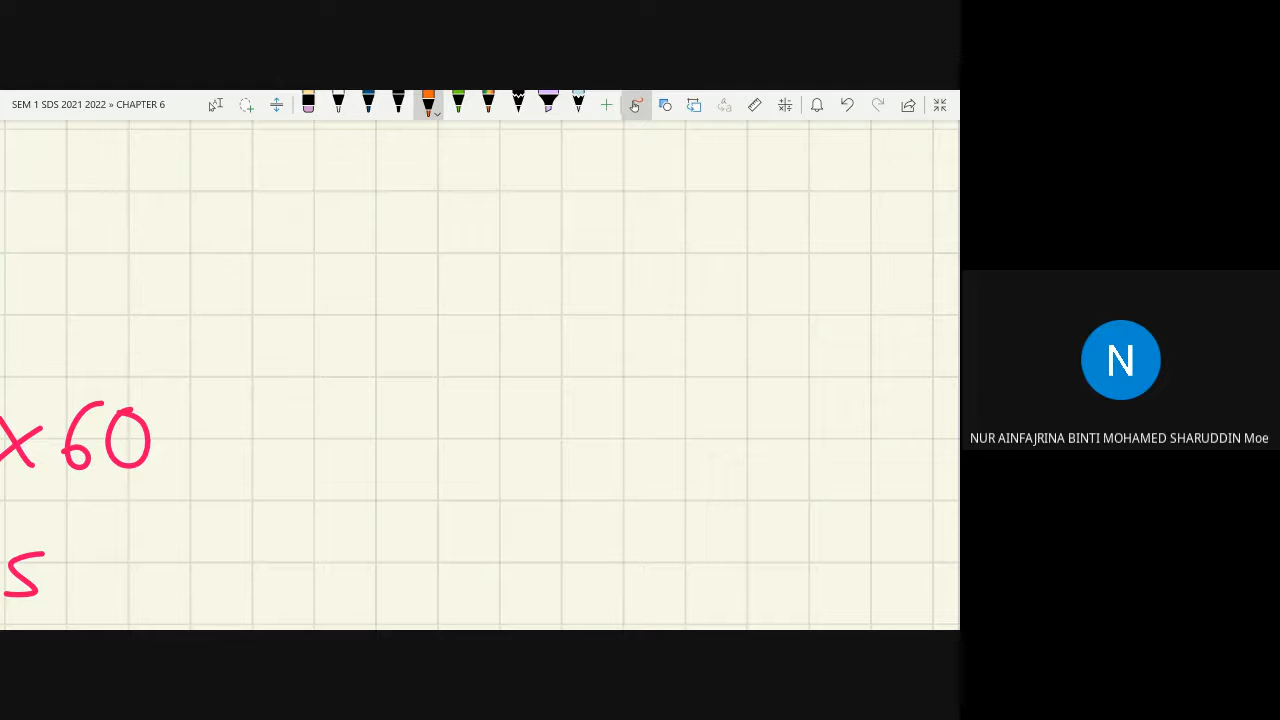 SEM 1 SDS 2021 2022 » CHAPTER 6
× 60
s
N
NUR AINFAJRINA BINTI MOHAMED SHARUDDIN Moe